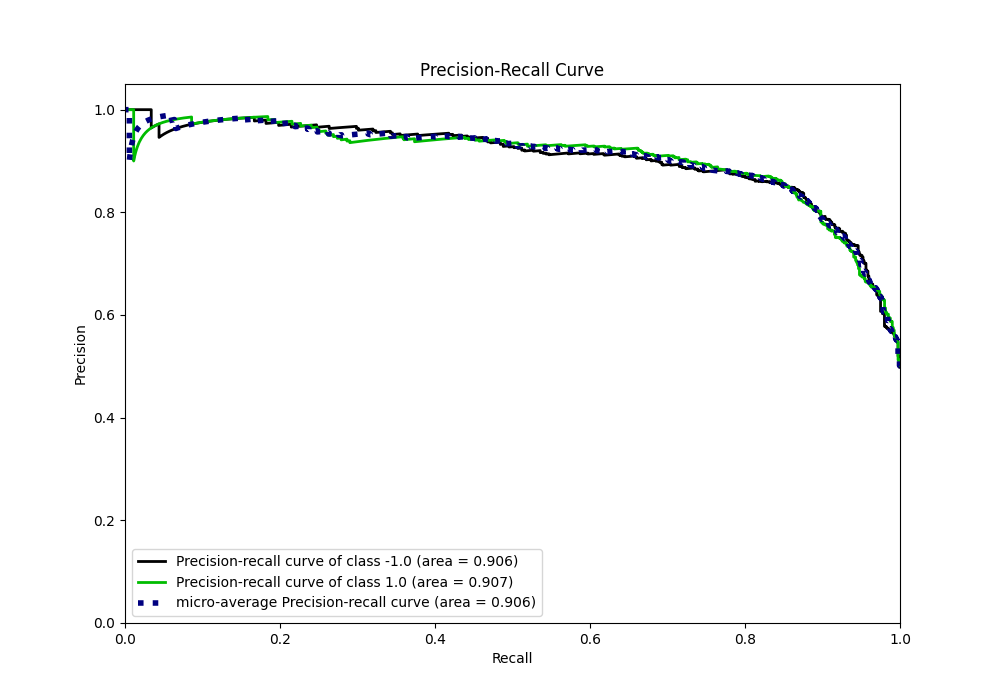 Precision-Recall Curve
1.0
0.8
0.6
0.4
0.2
0.0
Precision
Precision-recall curve of class -1.0 (area = 0.906)
Precision-recall curve of class 1.0 (area = 0.907)
micro-average Precision-recall curve (area = 0.906)
0.0 0.2 0.4 0.6 0.8 1.0
Recall